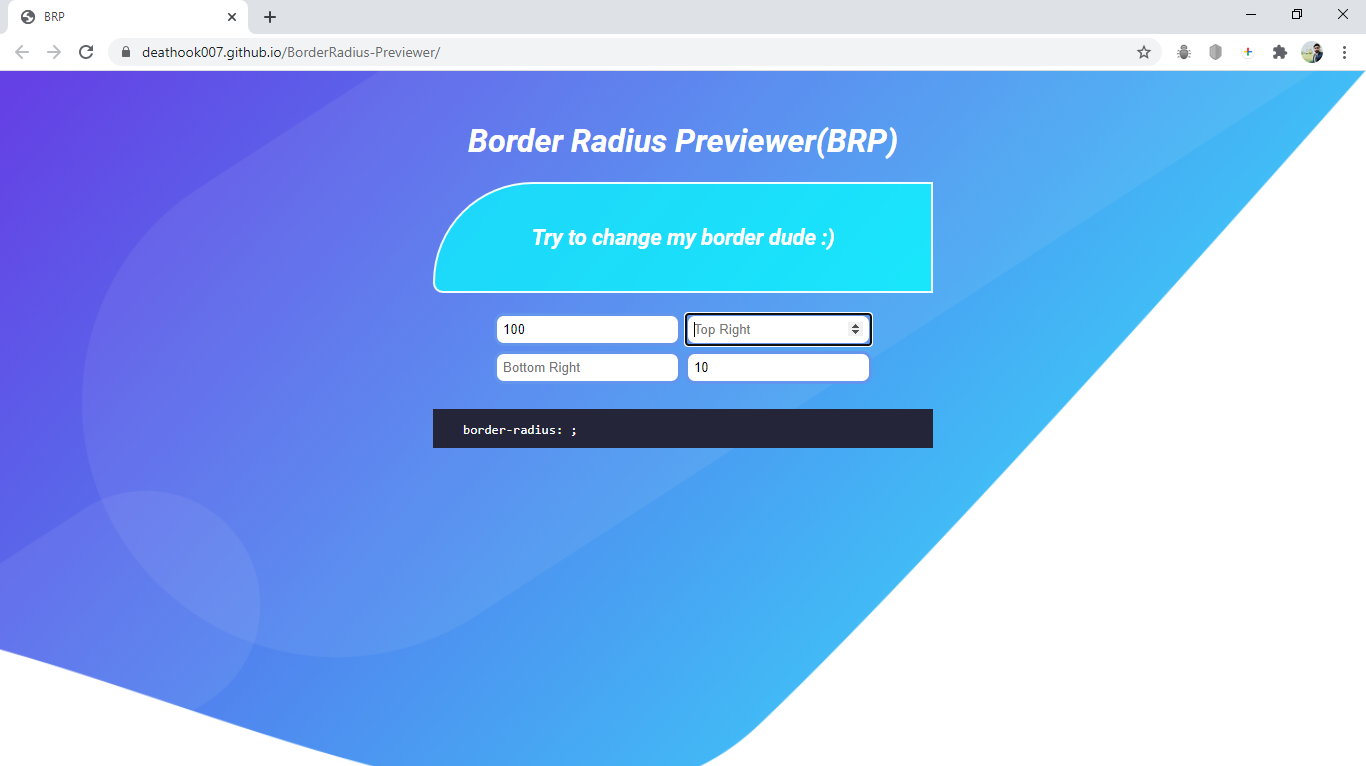 BRP
deathook007.github.io/BorderRadius-Previewer/
Border Radius Previewer(BRP)
Try to change my border dude :)
100
Top Right
Bottom Right
10
border-radius: ;